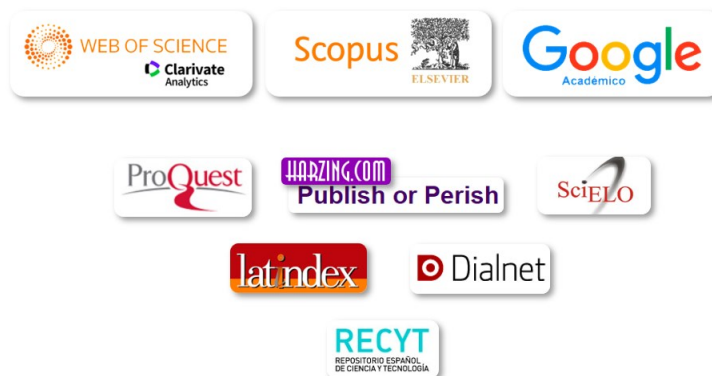 WEB OF SCIENCE
Clarivate
Analytics
Scopus
ELSEVIER
Google
Académico
ProQuest
HARZING.COM
Publish or Perish
SciELO
latindex
Dialnet
RECYT
REPOSITORIO ESPAÑOL
DE CIENCIA Y TECNOLOGÍA